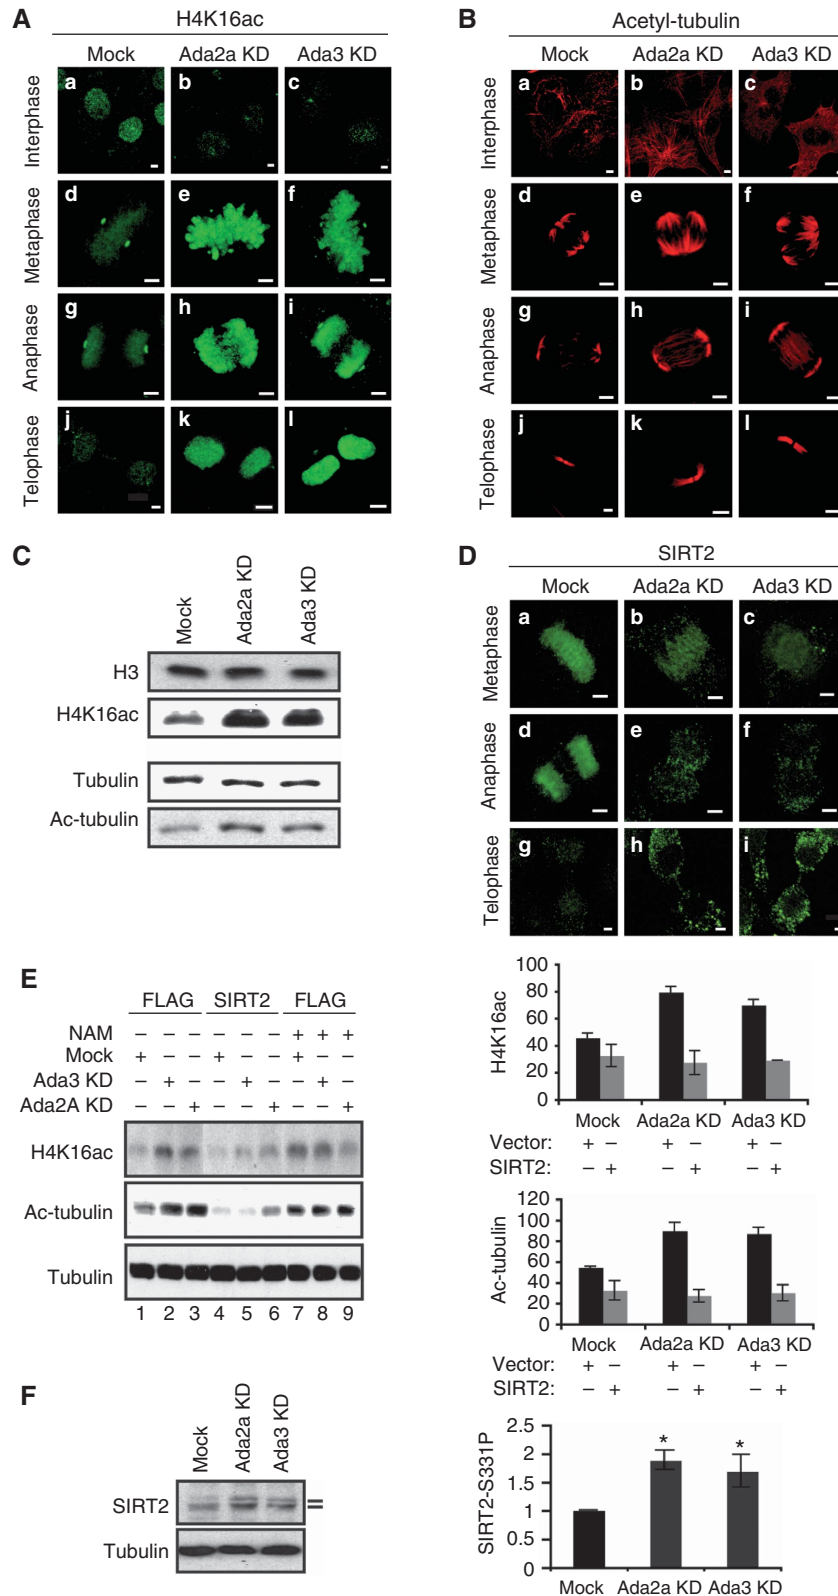 A
H4K16ac
Mock Ada2a KD Ada3 KD
Interphase
a b c
Metaphase
d e f
Anaphase
g h i
Telophase
j k l
B
Acetyl-tubulin
Mock Ada2a KD Ada3 KD
Interphase
a b c
Metaphase
d e f
Anaphase
g h i
Telophase
j k l
C
Mock Ada2a KD Ada3 KD
H3
H4K16ac
Tubulin
Ac-tubulin
D
SIRT2
Mock Ada2a KD Ada3 KD
Metaphase
a b c
Anaphase
d e f
Telophase
g h i
E
FLAG SIRT2 FLAG
NAM − − − − − − + + +
Mock + − − + − − + − −
Ada3 KD − + − − + − − + −
Ada2A KD − − + − − + − − +
H4K16ac
Ac-tubulin
Tubulin
1 2 3 4 5 6 7 8 9
H4K16ac
100
80
60
40
20
0
Mock Ada2a KD Ada3 KD
Vector: + − + − + −
SIRT2: − + − + − +
Ac-tubulin
120
100
80
60
40
20
0
Mock Ada2a KD Ada3 KD
Vector: + − + − + −
SIRT2: − + − + − +
F
Mock Ada2a KD Ada3 KD
SIRT2
Tubulin
SIRT2-S331P
2.5
2
1.5
1
0.5
0
* *
Mock Ada2a KD Ada3 KD